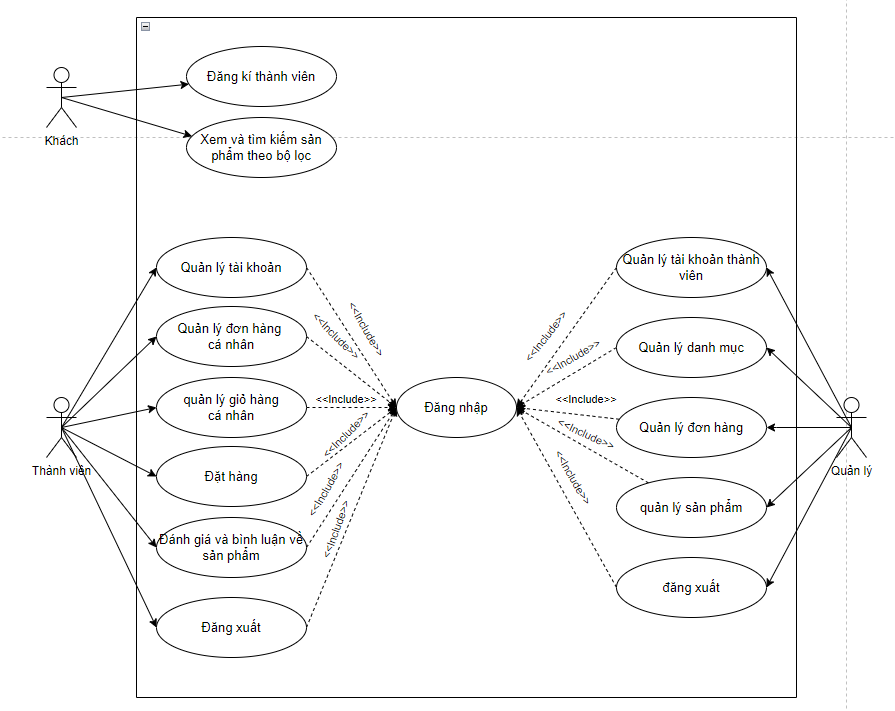 Đăng kí thành viên
Khách
Xem và tìm kiếm sản
phẩm theo bộ lọc
Quản lý tài khoản
Quản lý đơn hàng
cá nhân
quản lý giỏ hàng
cá nhân
Đặt hàng
Đánh giá và bình luận về
sản phẩm
Đăng xuất
Thành viên
<<Include>>
<<Include>>
<<Include>>
<<Include>>
<<Include>>
<<Include>>
Đăng nhập
<<Include>>
<<Include>>
<<Include>>
<<Include>>
<<Include>>
Quản lý tài khoản thành
viên
Quản lý danh mục
Quản lý đơn hàng
quản lý sản phẩm
đăng xuất
Quản lý